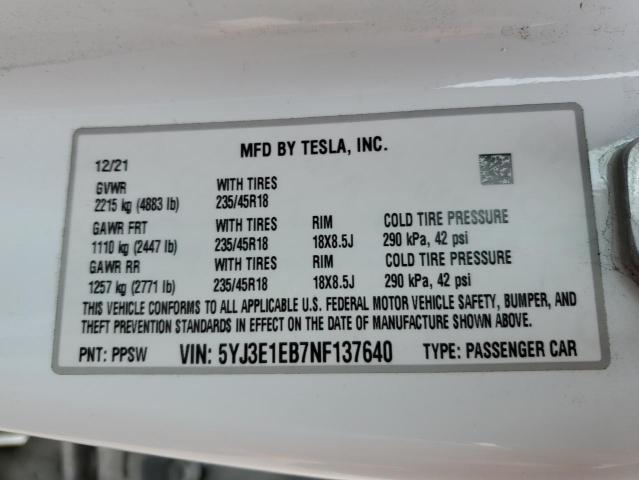 MFD BY TESLA, INC.
12/21
GVWR WITH TIRES
2215 kg (4883 lb) 235/45R18
GAWR FRT WITH TIRES RIM COLD TIRE PRESSURE
1110 kg (2447 lb) 235/45R18 18X8.5J 290 kPa, 42 psi
GAWR RR WITH TIRES RIM COLD TIRE PRESSURE
1257 kg (2771 lb) 235/45R18 18X8.5J 290 kPa, 42 psi
THIS VEHICLE CONFORMS TO ALL APPLICABLE U.S. FEDERAL MOTOR VEHICLE SAFETY, BUMPER, AND
THEFT PREVENTION STANDARDS IN EFFECT ON THE DATE OF MANUFACTURE SHOWN ABOVE.
PNT: PPSW VIN: 5YJ3E1EB7NF137640 TYPE: PASSENGER CAR